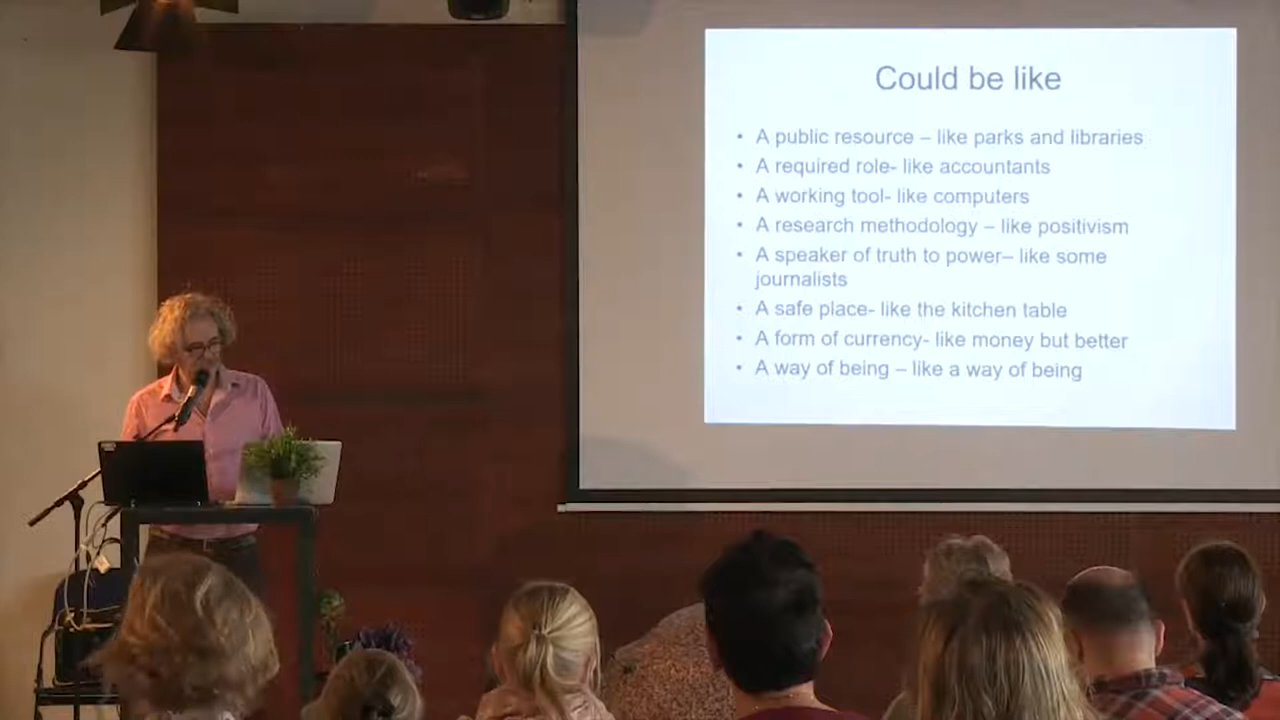 Could be like
• A public resource – like parks and libraries
• A required role- like accountants
• A working tool- like computers
• A research methodology – like positivism
• A speaker of truth to power– like some
journalists
• A safe place- like the kitchen table
• A form of currency- like money but better
• A way of being – like a way of being